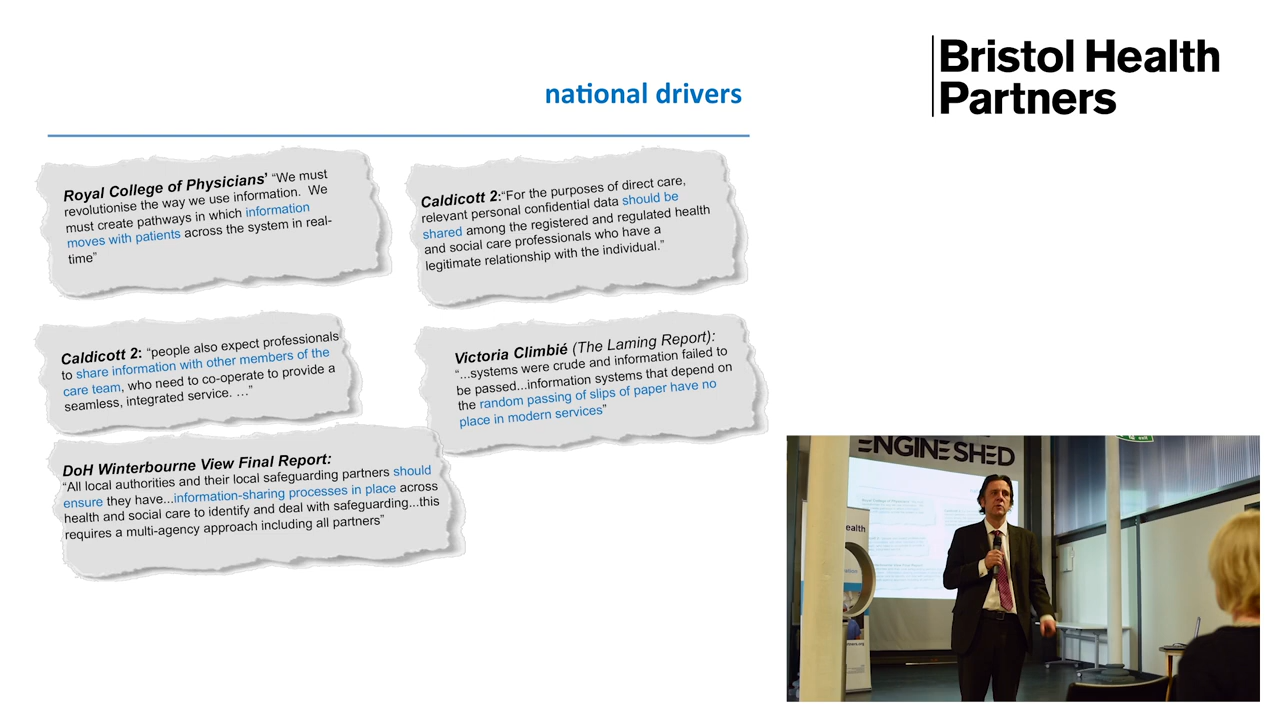 Bristol Health
Partners
national drivers
Royal College of Physicians’ “We must
revolutionise the way we use information. We
must create pathways in which information
moves with patients across the system in real-
time”
Caldicott 2:“For the purposes of direct care,
relevant personal confidential data should be
shared among the registered and regulated health
and social care professionals who have a
legitimate relationship with the individual.”
Caldicott 2: “people also expect professionals
to share information with other members of the
care team, who need to co-operate to provide a
seamless, integrated service. …”
Victoria Climbié (The Laming Report):
“...systems were crude and information failed to
be passed...information systems that depend on
the random passing of slips of paper have no
place in modern services”
DoH Winterbourne View Final Report:
“All local authorities and their local safeguarding partners should
ensure they have...information-sharing processes in place across
health and social care to identify and deal with safeguarding...this
requires a multi-agency approach including all partners”
ENGINE SHED
ealth